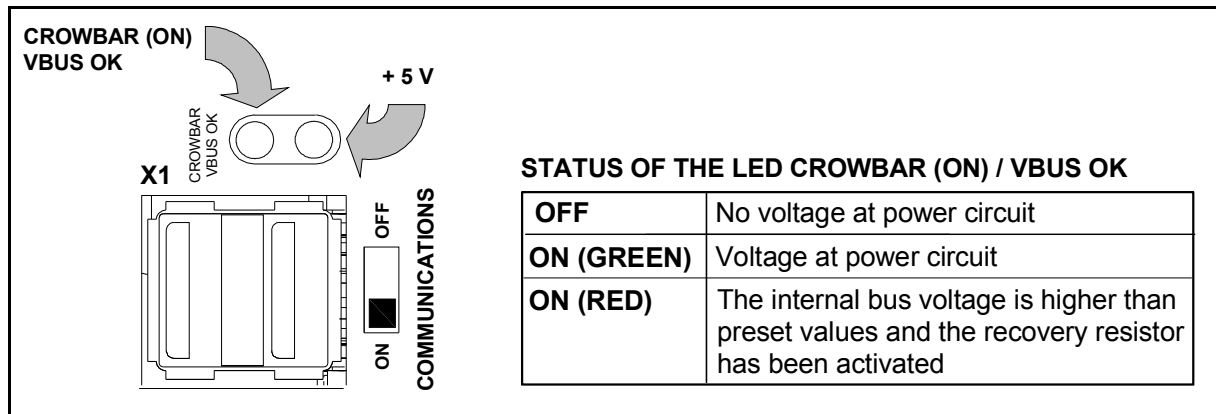 CROWBAR (ON)
VBUS OK
+ 5 V
CROWBAR
VBUS OK
X1
OFF
ON
COMMUNICATIONS
STATUS OF THE LED CROWBAR (ON) / VBUS OK
OFF No voltage at power circuit
ON (GREEN) Voltage at power circuit
ON (RED) The internal bus voltage is higher than
preset values and the recovery resistor
has been activated